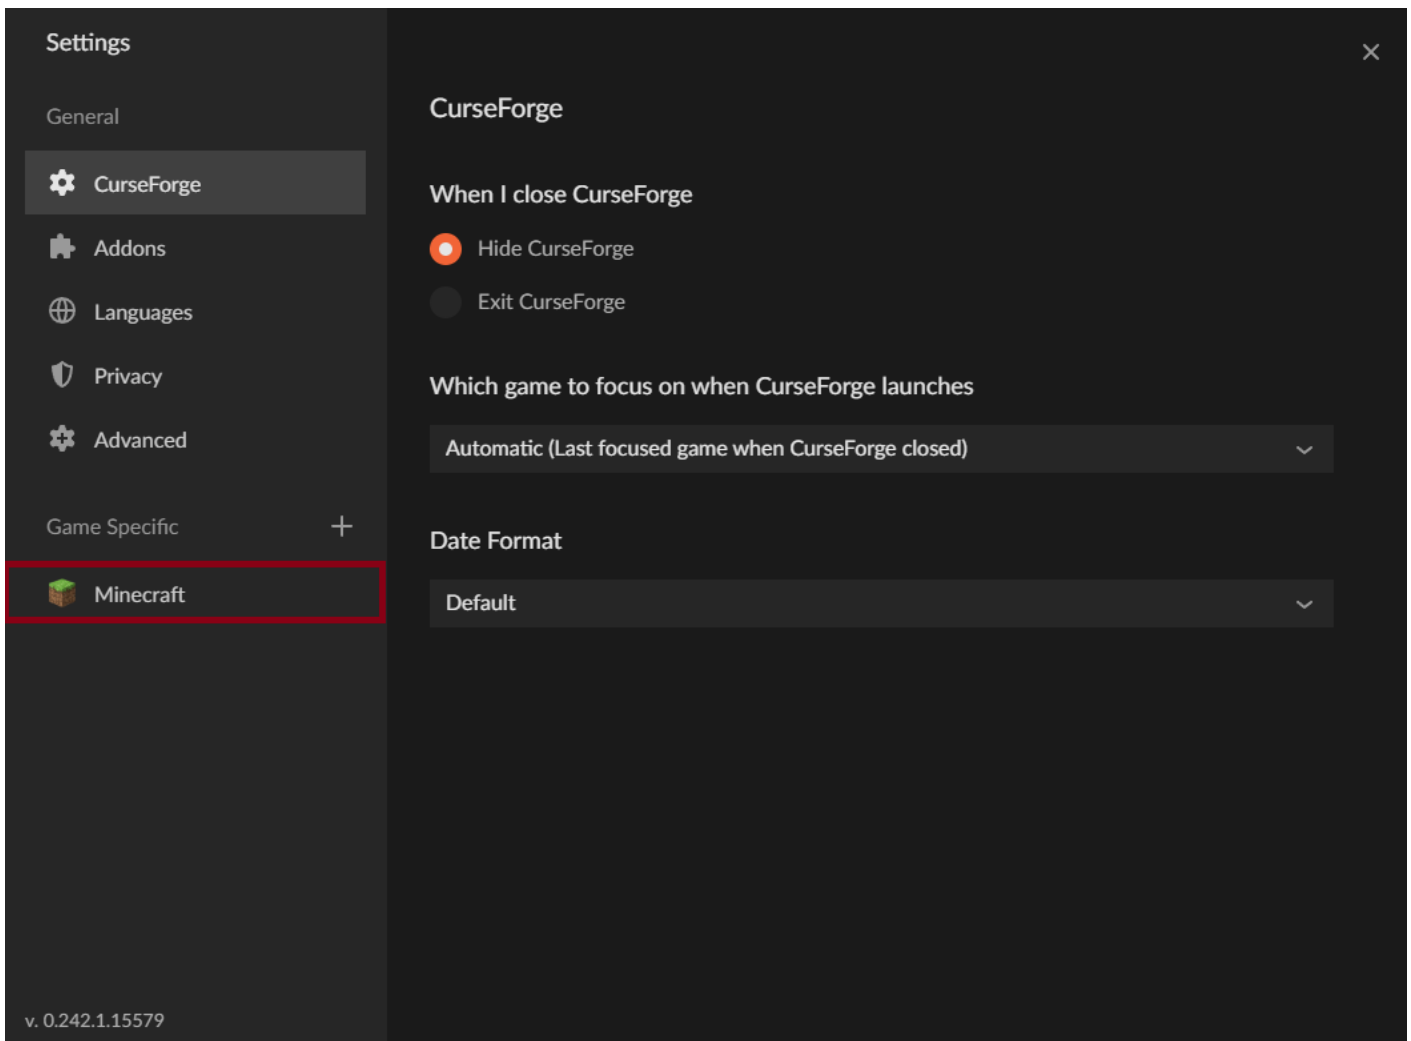 Settings
General
CurseForge
Addons
Languages
Privacy
Advanced
Game Specific
Minecraft
v. 0.242.1.15579
CurseForge
When I close CurseForge
Hide CurseForge
Exit CurseForge
Which game to focus on when CurseForge launches
Automatic (Last focused game when CurseForge closed)
Date Format
Default